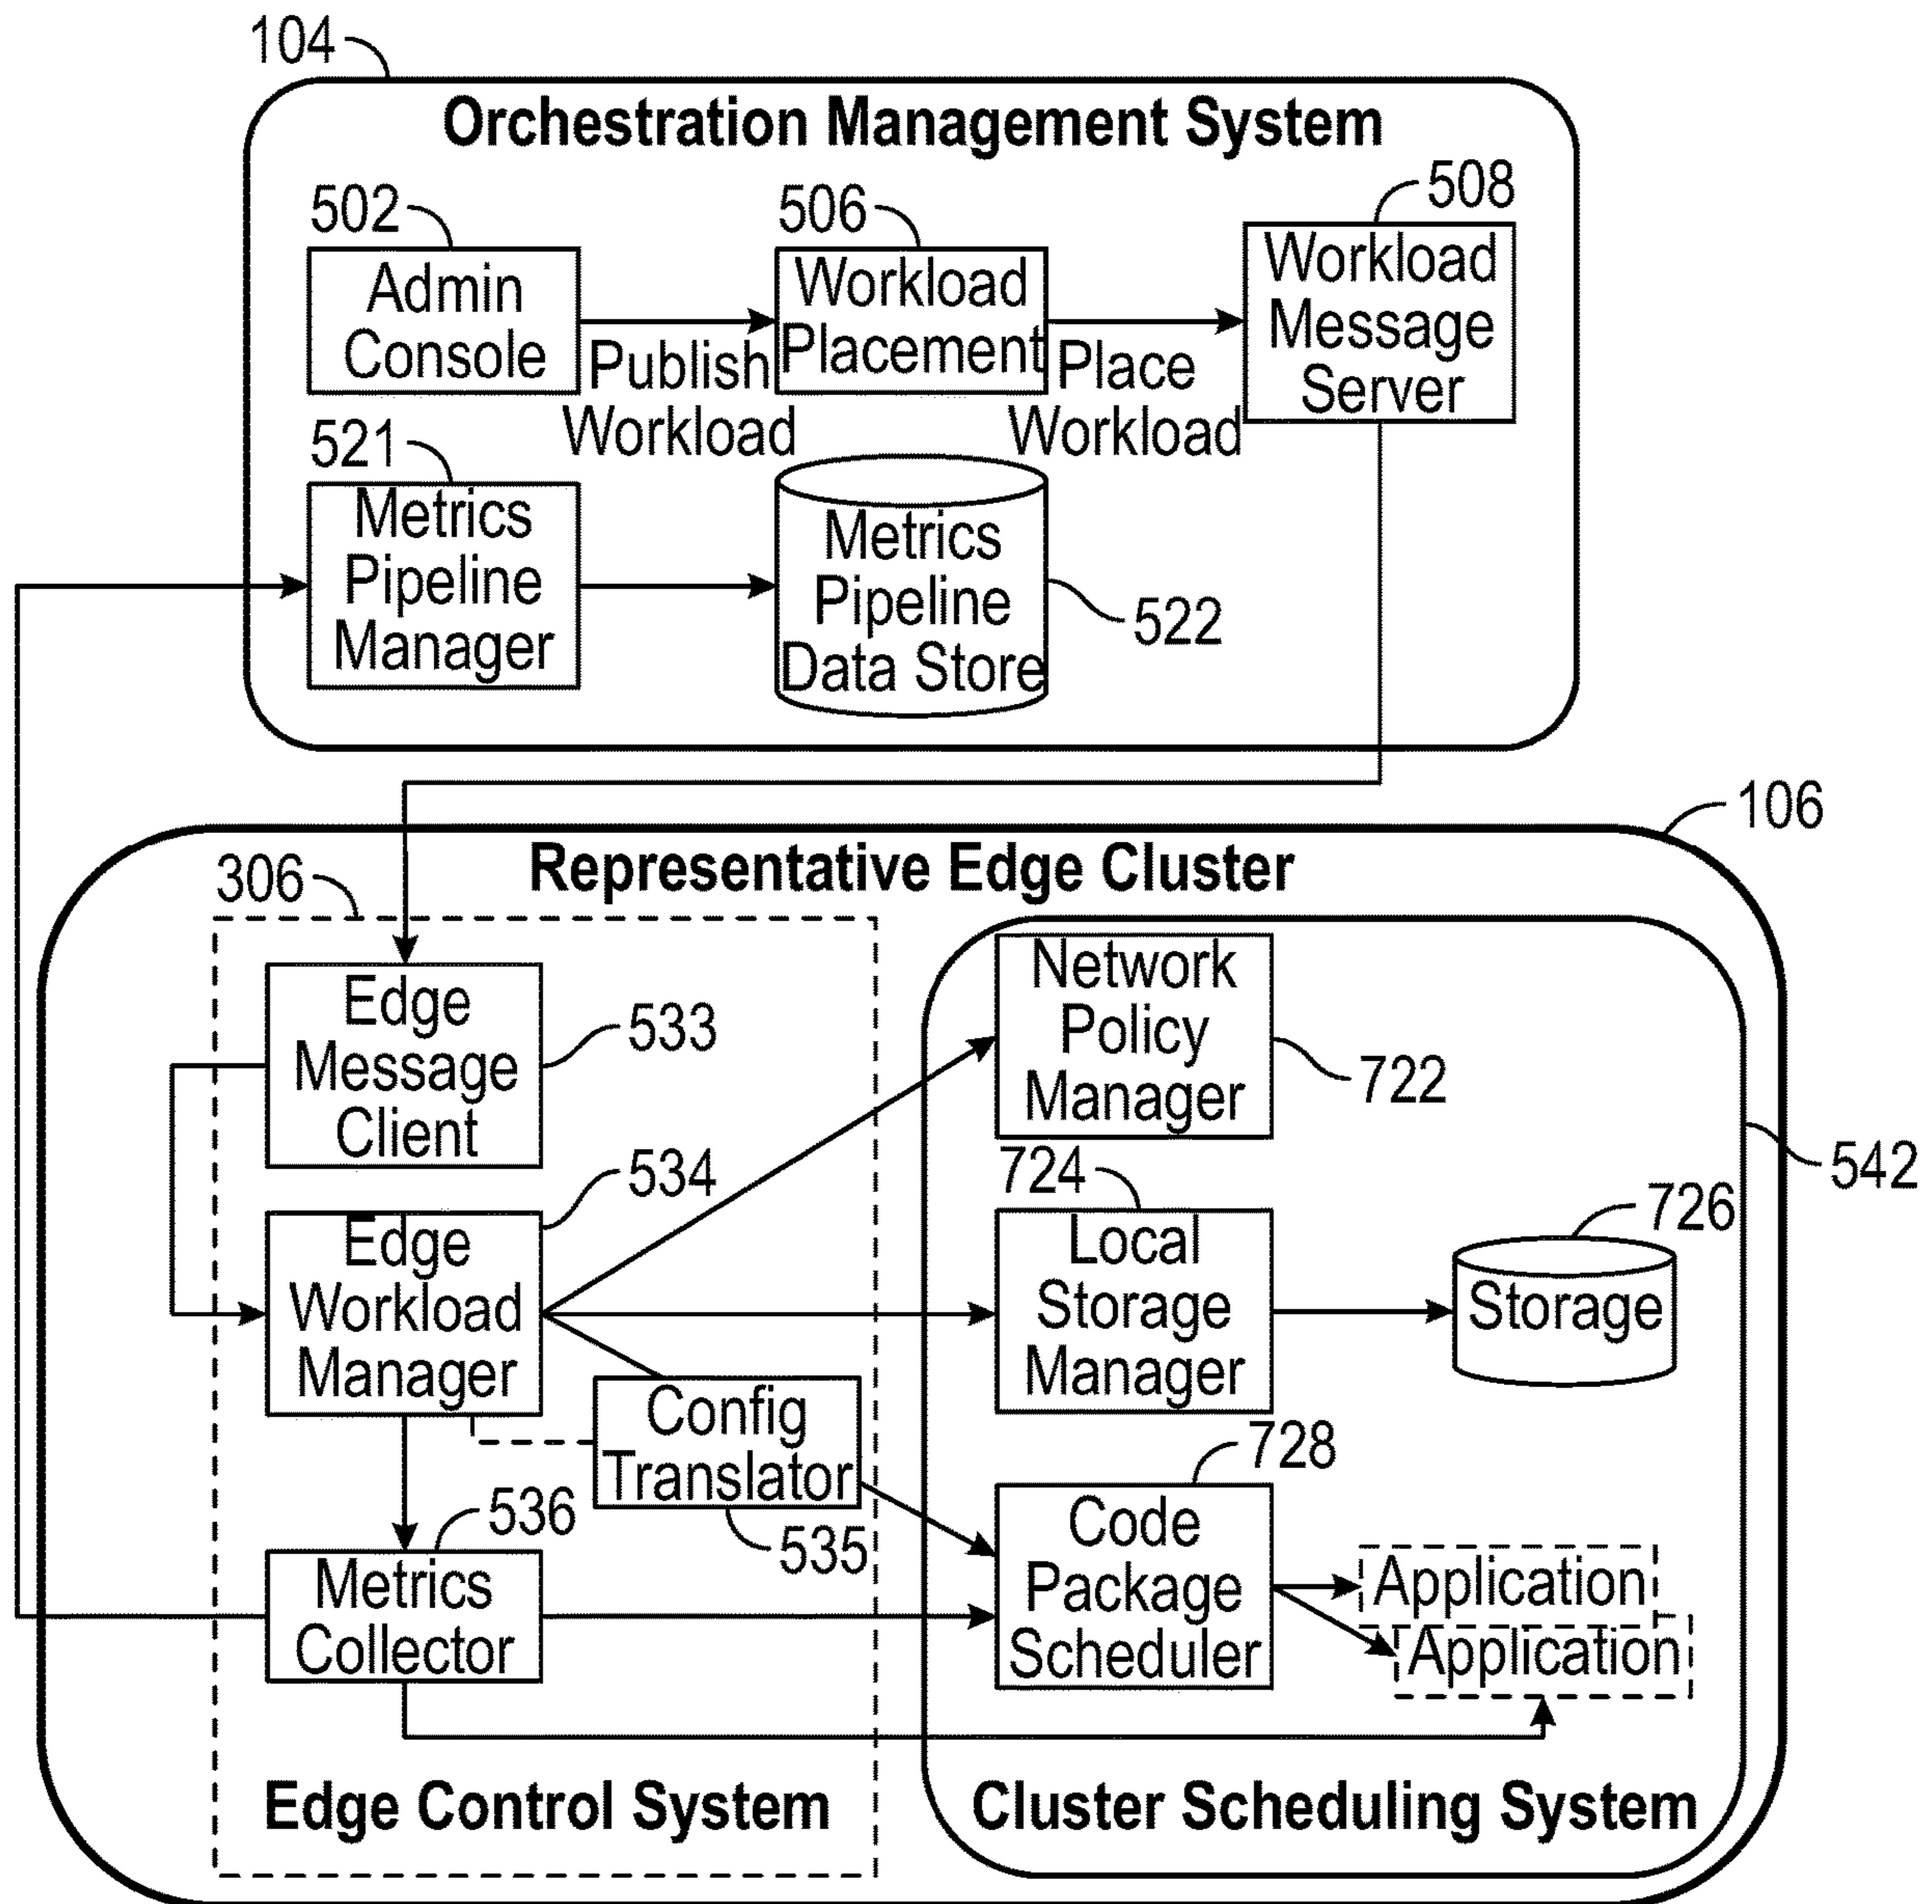 104
Orchestration Management System
502
Admin
Console
Publish
Workload
506
Workload
Placement
Place
Workload
508
Workload
Message
Server
521
Metrics
Pipeline
Manager
Metrics
Pipeline
Data Store
522
106
Representative Edge Cluster
306
Edge
Message
Client
533
534
Edge
Workload
Manager
Config
Translator
535
536
Metrics
Collector
Edge Control System
Network
Policy
Manager
722
542
724
Local
Storage
Manager
726
Storage
728
Code
Package
Scheduler
Application
Application
Cluster Scheduling System